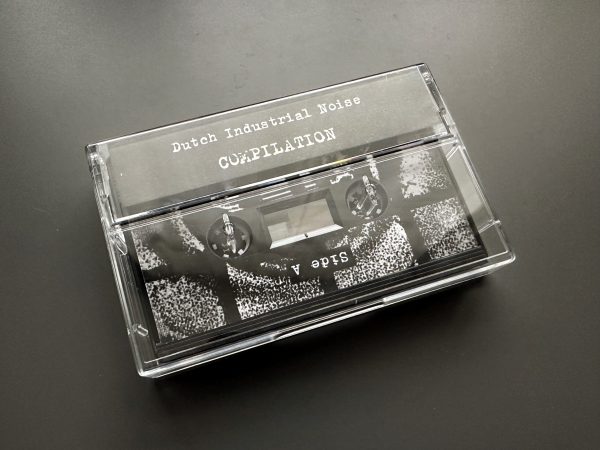 Dutch Industrial Noise
COMPILATION
Side A